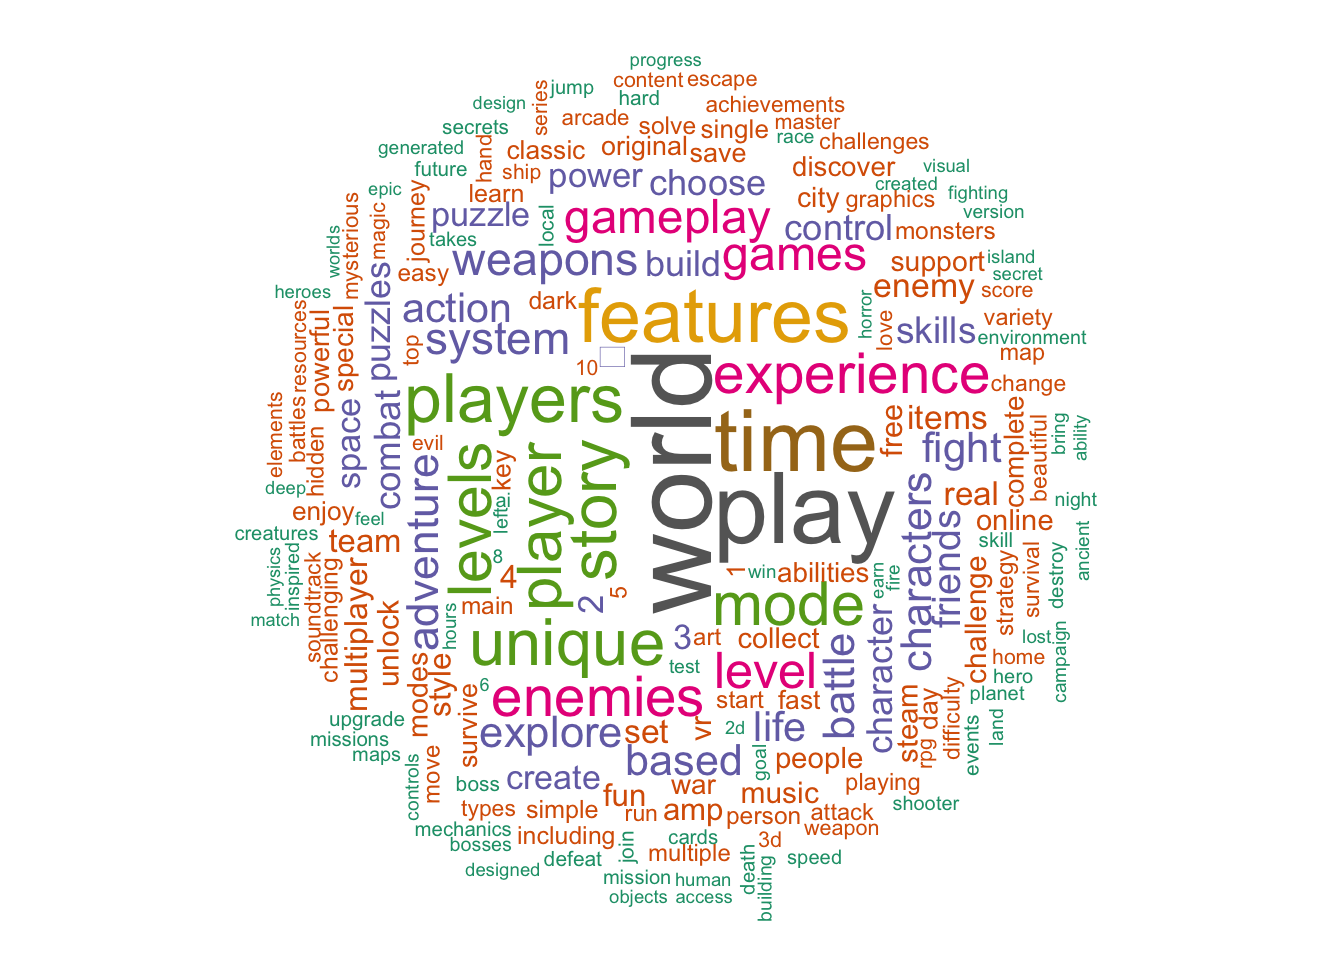 progress
content escape
jump
hard
design
series
achievements
arcade
secrets
solve
single
master
race
challenges
generated
hand
classic
original
save
discover
visual
future
ship
power
choose
created
fighting
epic
learn
city
graphics
version
journey
puzzle
local
gameplay
control
monsters
mysterious
magic
takes
worlds
weapons
build
games
support
island
secret
easy
heroes
puzzles
dark
enemy
score
action
features
horror
love
skills
variety
environment
resources
powerful
special
top
system
map
10
world
experience
change
elements
battles
hidden
space
combat
players
time
free
items
complete
beautiful
bring
ability
evil
fight
deep
levels
key
player
story
play
real
night
enjoy
feel
adventure
left
ai
characters
friends
online
creatures
team
skill
ancient
physics
inspired
8
4
5
2
1
win
abilities
earn
fire
challenge
strategy
survival
destroy
match
soundtrack
challenging
multiplayer
unlock
hours
main
mode
unique
3
art
collect
character
lost
home
campaign
test
level
battle
hero
planet
6
enemies
modes
style
start
fast
steam
rpg
day
difficulty
events
land
upgrade
survive
explore
set
vr
2d
life
missions
maps
goal
based
people
controls
move
boss
create
war
playing
fun
music
shooter
types
simple
run
amp
person
attack
weapon
mechanics
including
cards
3d
bosses
join
multiple
defeat
speed
designed
death
building
mission
human
objects
access